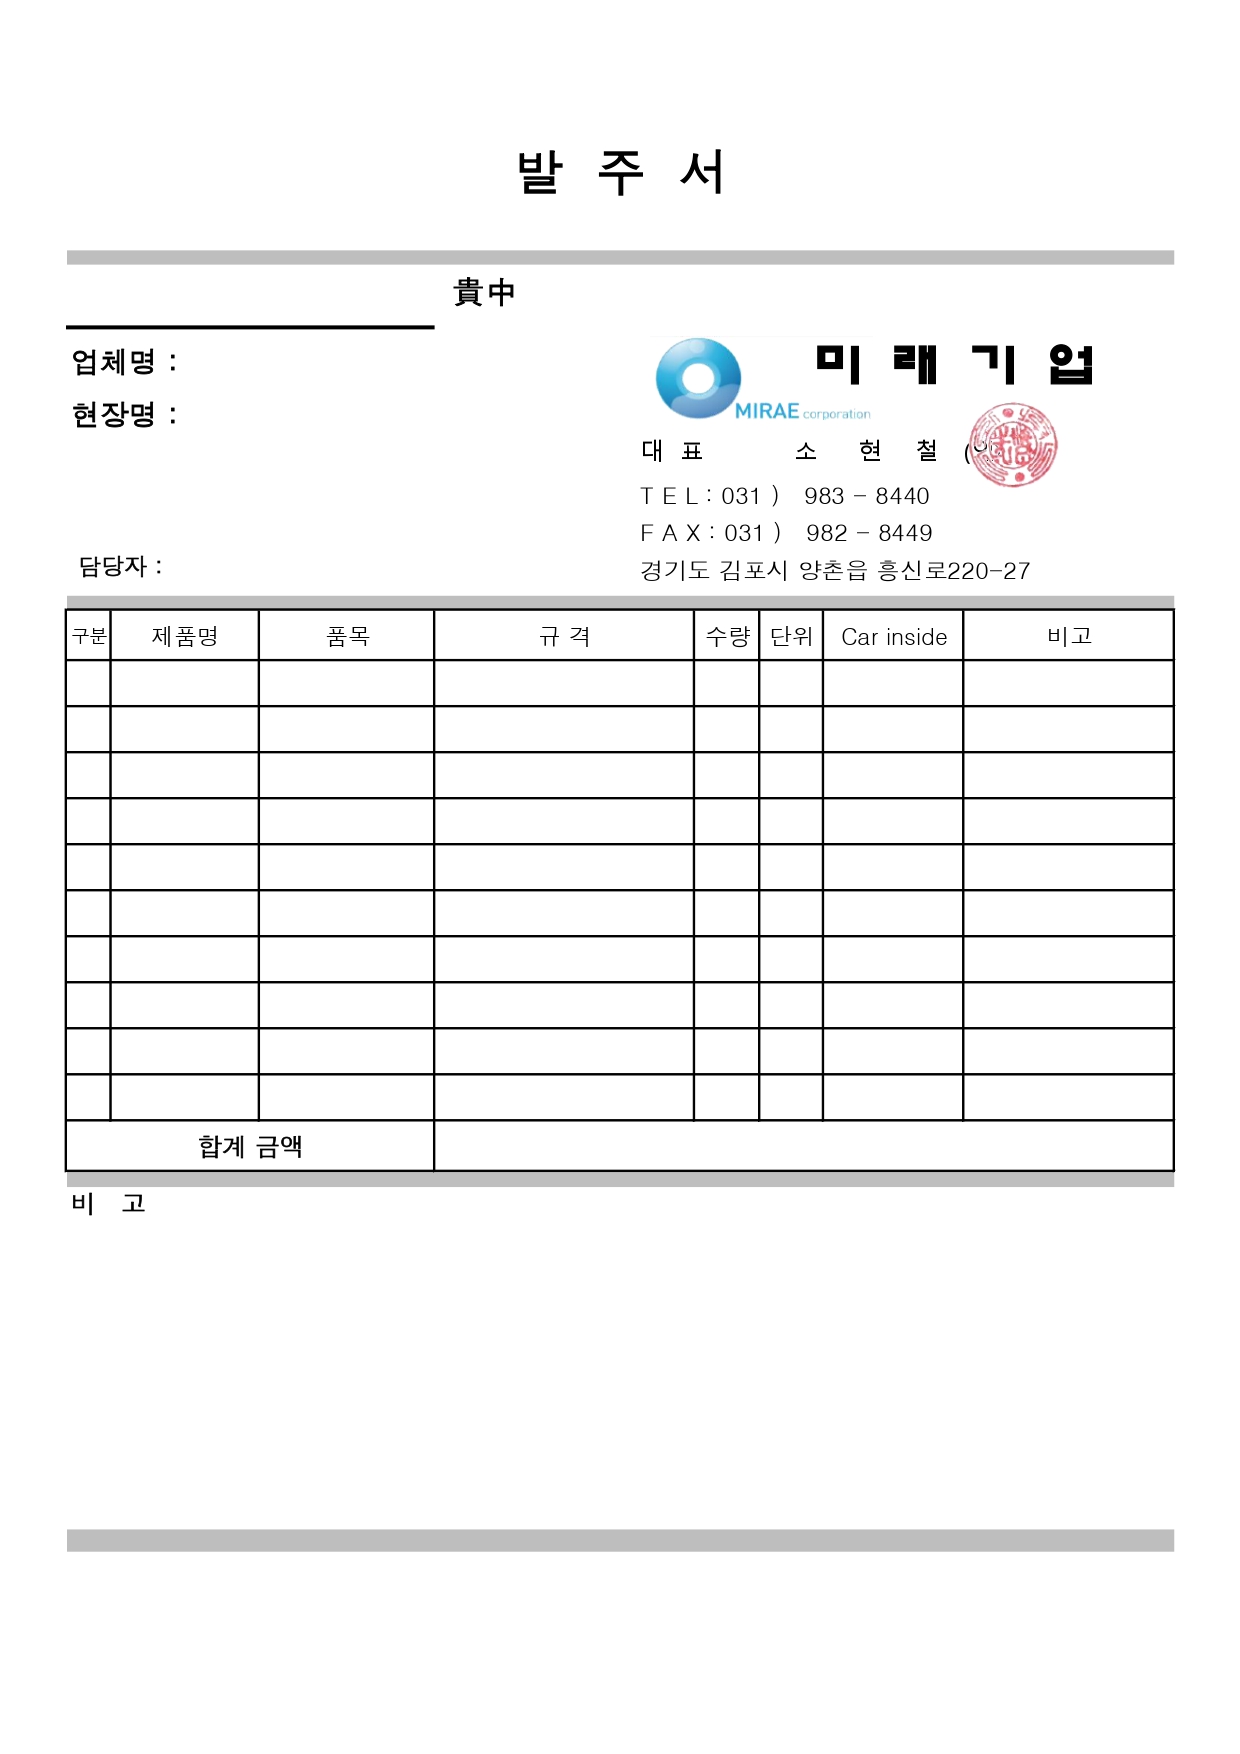 발 주 서
貴中
업체명 :
현장명 :
미 래 기 업
MIRAE corporation
대 표 소 현 철
T E L : 031 ) 983 - 8440
F A X : 031 ) 982 - 8449
담당자 :
경기도 김포시 양촌읍 흥신로220-27
구분 제품명 품목 규 격 수량 단위 Car inside 비고
합계 금액
비 고